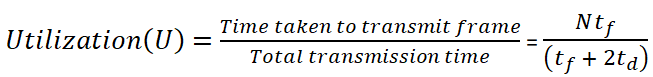 Utilization(U) = Time taken to transmit frame / Total transmission time = Nt_f / (t_f + 2t_d)